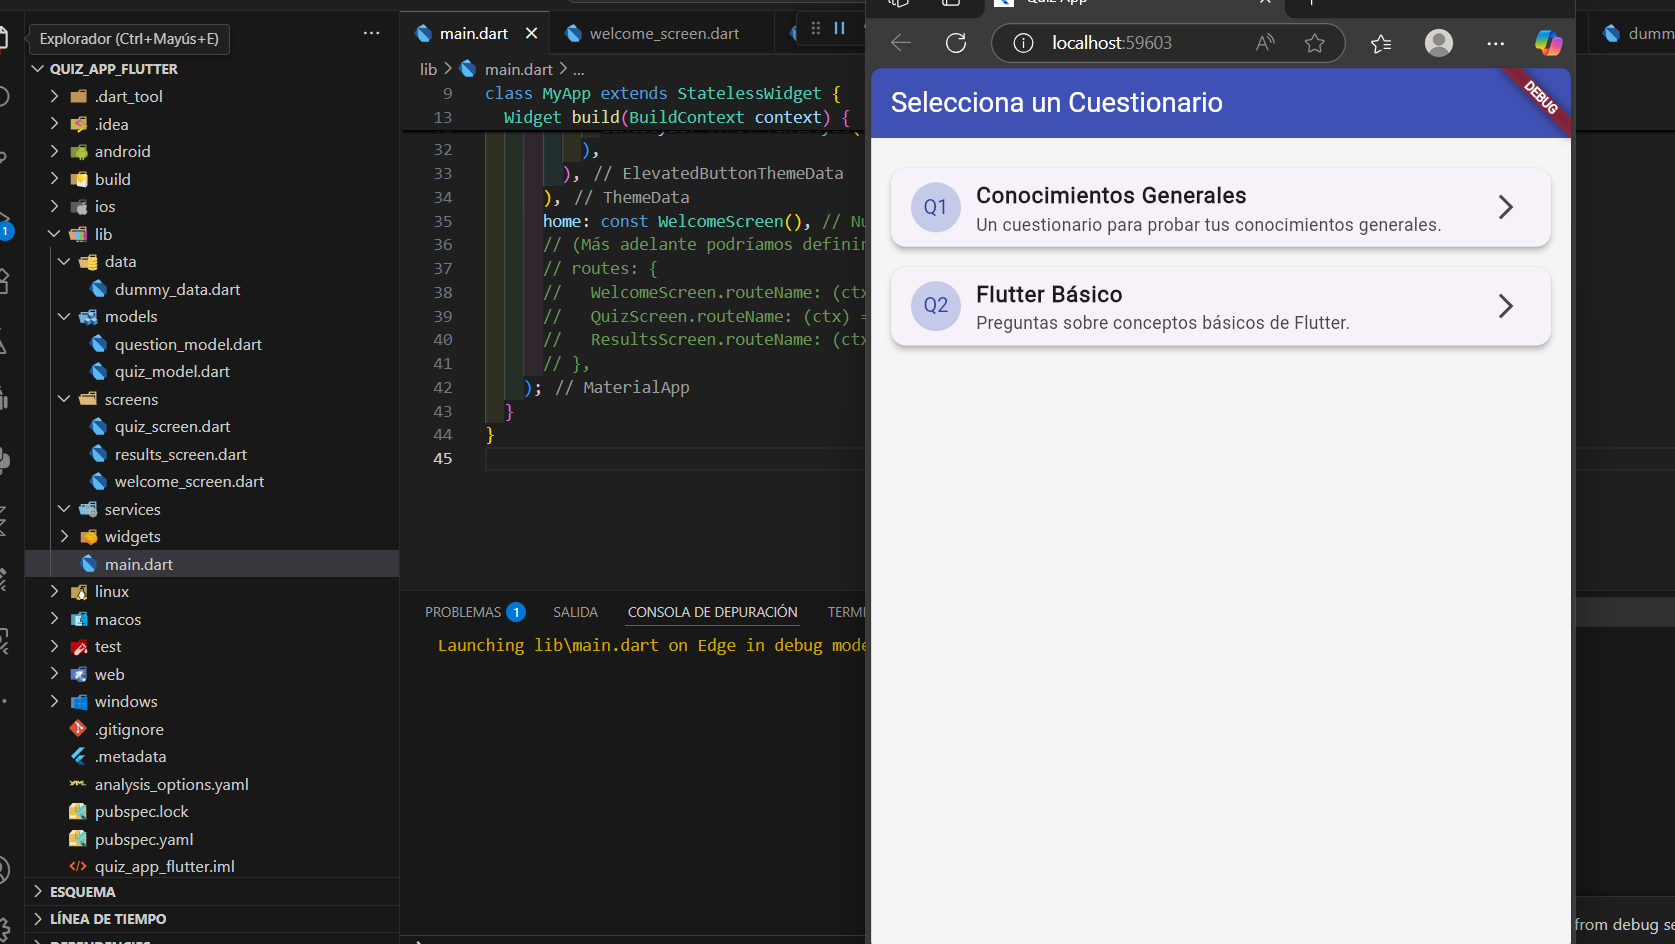 Explorador (Ctrl+Mayús+E)
QUIZ_APP_FLUTTER
.dart_tool
.idea
android
build
ios
lib
data
dummy_data.dart
models
question_model.dart
quiz_model.dart
screens
quiz_screen.dart
results_screen.dart
welcome_screen.dart
services
widgets
main.dart
linux
macos
test
web
windows
.gitignore
.metadata
analysis_options.yaml
pubspec.lock
pubspec.yaml
quiz_app_flutter.iml
ESQUEMA
LÍNEA DE TIEMPO
1
main.dart
welcome_screen.dart
lib > main.dart > ...
9 class MyApp extends StatelessWidget {
13 Widget build(BuildContext context) {
32 ),
33 ), // ElevatedButtonThemeData
34 ), // ThemeData
35 home: const WelcomeScreen(), // Nu
36 // (Más adelante podríamos definir
37 // routes: {
38 // WelcomeScreen.routeName: (ctx
39 // QuizScreen.routeName: (ctx) =
40 // ResultsScreen.routeName: (ctx
41 // },
42 ); // MaterialApp
43 }
44 }
45
PROBLEMAS 1 SALIDA CONSOLA DE DEPURACIÓN TERMI
Launching lib\main.dart on Edge in debug mode
Quiz App
localhost:59603
Selecciona un Cuestionario
DEBUG
Q1
Conocimientos Generales
Un cuestionario para probar tus conocimientos generales.
Q2
Flutter Básico
Preguntas sobre conceptos básicos de Flutter.
dumm
from debug se